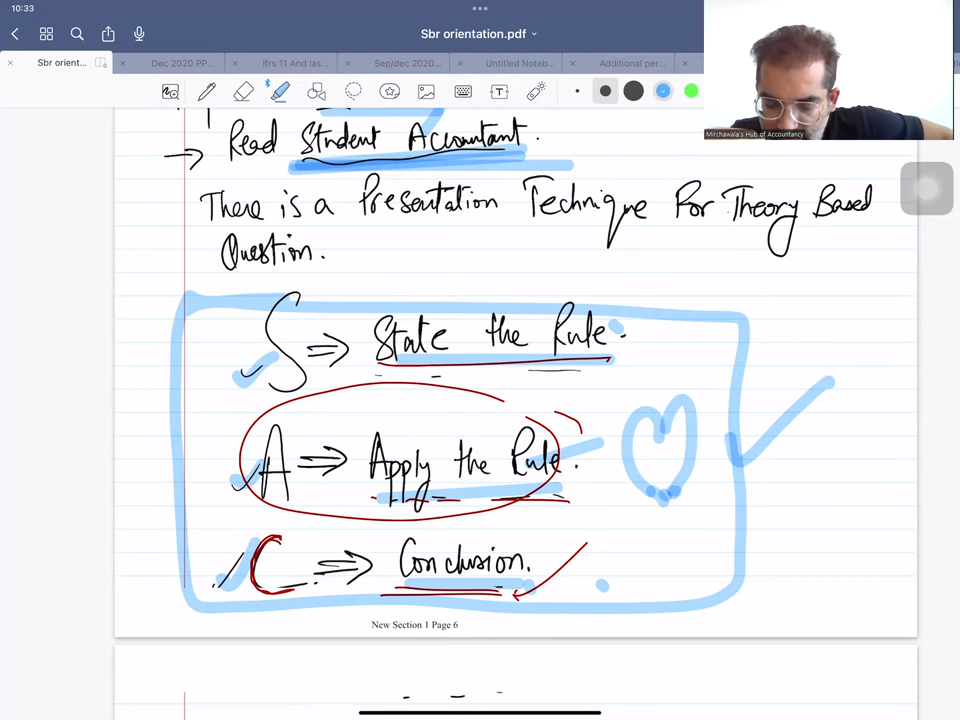 10:33
Sbr orientation.pdf
Sbr orient...
Dec 2020 PP...
Ifrs 11 And las...
Sep/dec 2020...
Untitled Noteb...
Additional per...
Mirchawala's Hub of Accountancy
→ Read Student Accountant.
There is a Presentation Technique For Theory Based
Question.
S ⇒ State the Rule.
A ⇒ Apply the Rule.
C ⇒ Conclusion.
New Section 1 Page 6